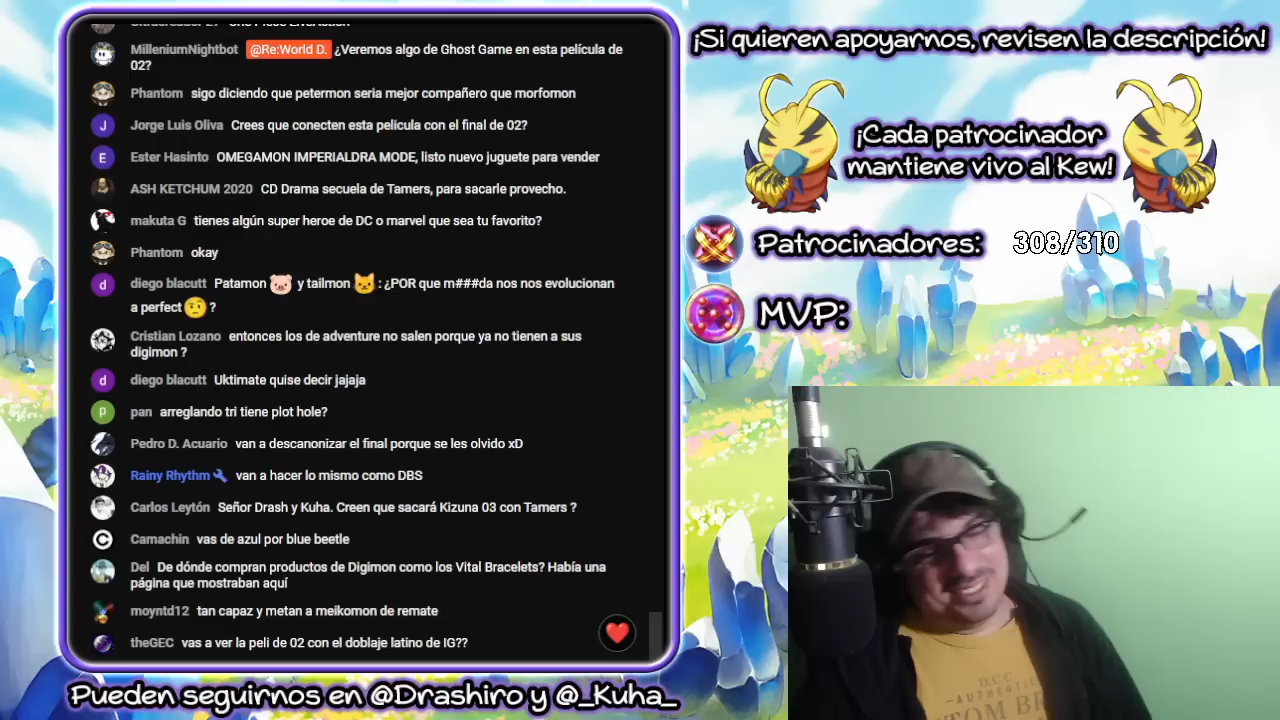 MilleniumNightbot @Re:World D. ¿Veremos algo de Ghost Game en esta película de
02?
Phantom sigo diciendo que petermon seria mejor compañero que morfomon
Jorge Luis Oliva Crees que conecten esta pelicula con el final de 02?
Ester Hasinto OMEGAMON IMPERIALDRA MODE, listo nuevo juguete para vender
ASH KETCHUM 2020 CD Drama secuela de Tamers, para sacarle provecho.
makuta G tienes algún super heroe de DC o marvel que sea tu favorito?
Phantom okay
diego blacutt Patamon 🐷 y tailmon 🐱 : ¿POR que m###da nos nos evolucionan
a perfect 🤨 ?
Cristian Lozano entonces los de adventure no salen porque ya no tienen a sus
digimon ?
diego blacutt Uktimate quise decir jajaja
pan arreglando tri tiene plot hole?
Pedro D. Acuario van a descanonizar el final porque se les olvido xD
Rainy Rhythm van a hacer lo mismo como DBS
Carlos Leytón Señor Drash y Kuha. Creen que sacará Kizuna 03 con Tamers ?
Camachin vas de azul por blue beetle
Del De dónde compran productos de Digimon como los Vital Bracelets? Había una
página que mostraban aquí
moyntd12 tan capaz y metan a meikomon de remate
theGEC vas a ver la peli de 02 con el doblaje latino de IG??
Pueden seguirnos en @Drashiro y @_Kuha_
¡Si quieren apoyarnos, revisen la descripción!
¡Cada patrocinador
mantiene vivo al Kew!
Patrocinadores: 308/310
MVP:
D.C.C
AUTHENTIC